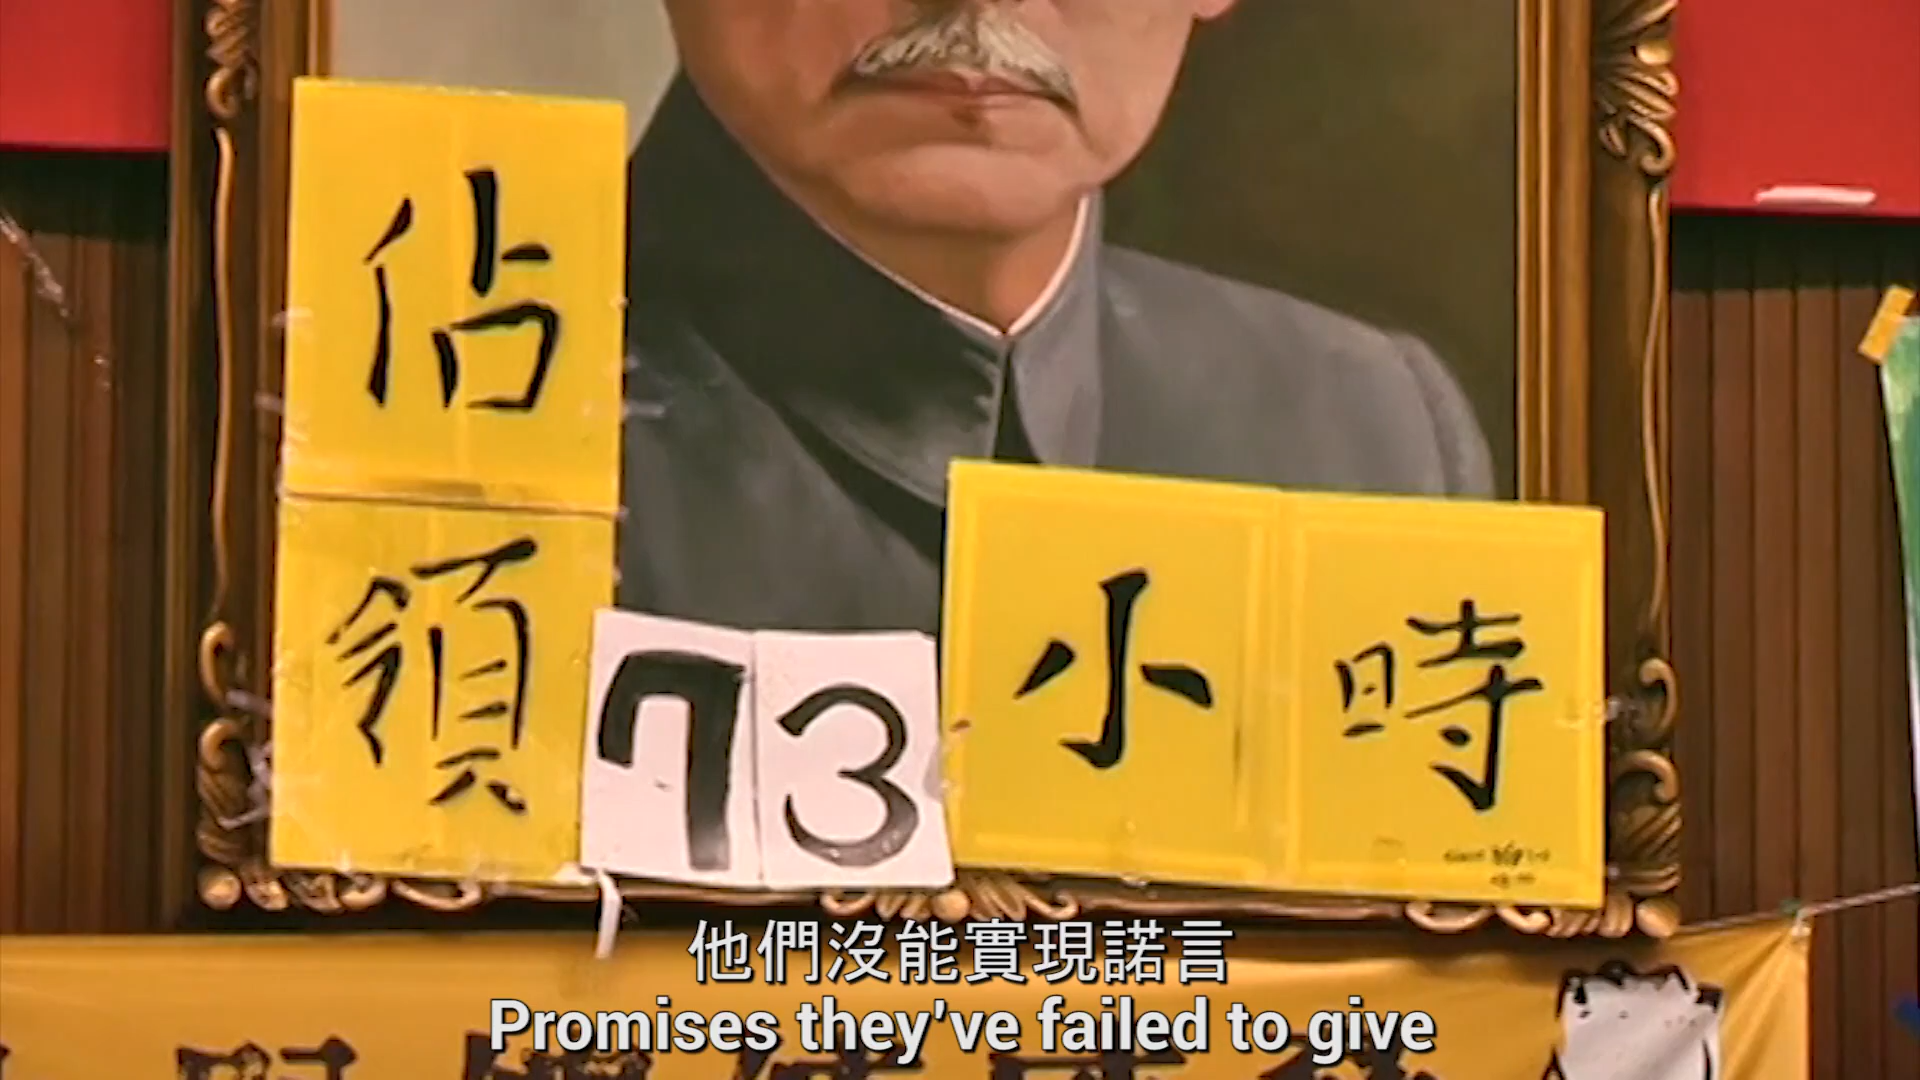 佔領
73
小時
他們沒能實現諾言
Promises they've failed to give